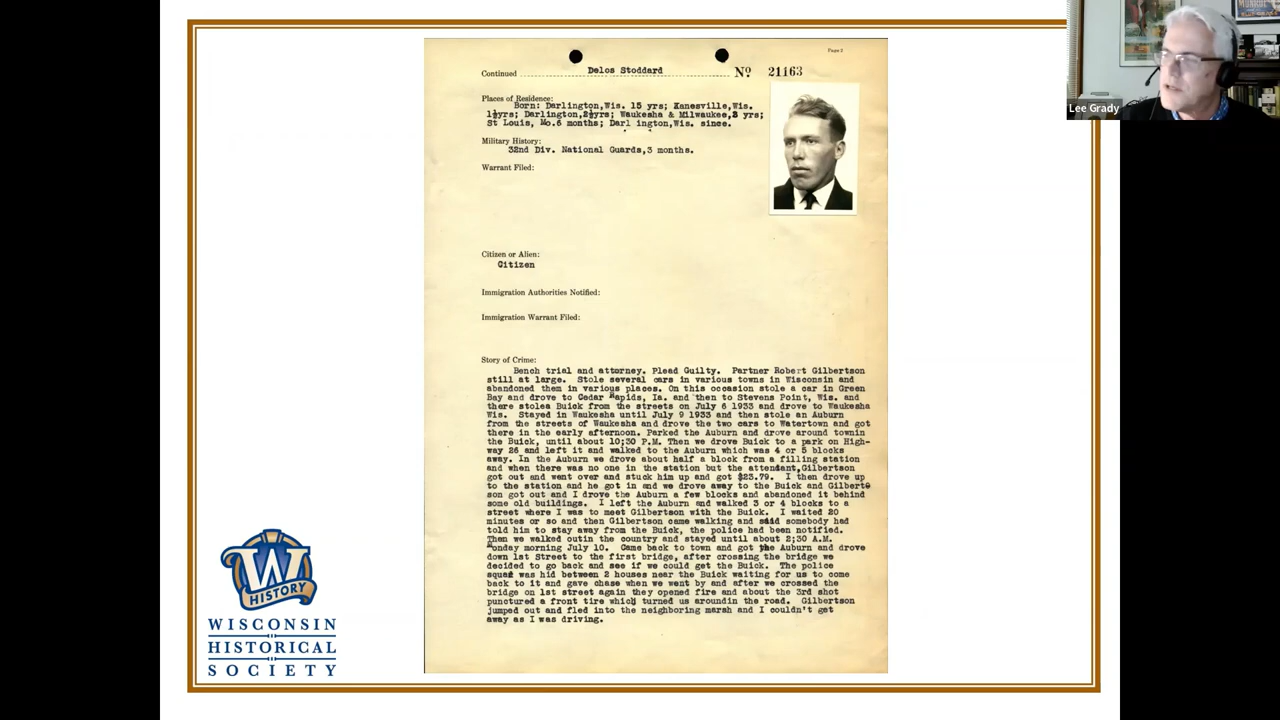 Page 2
Continued Delos Stoddard Nº 21163
Places of Residence:
Born: Darlington,Wis. 15 yrs; Kanesville,Wis.
1½yrs; Darlington,2½yrs; Waukesha & Milwaukee,2 yrs;
St Louis, Mo.6 months; Darl ington,Wis. since.
Military History:
32nd Div. National Guards,3 months.
Warrant Filed:
Citizen or Alien:
Citizen
Immigration Authorities Notified:
Immigration Warrant Filed:
Story of Crime:
Bench trial and attorney. Plead Guilty. Partner Robert Gilbertson
still at large. Stole several cars in various towns in Wisconsin and
abandoned them in various places. On this occasion stole a car in Green
Bay and drove to Cedar Rapids, Ia. and then to Stevens Point, Wis. and
there stolea Buick from the streets on July 6 1933 and drove to Waukesha
Wis. Stayed in Waukesha until July 9 1933 and then stole an Auburn
from the streets of Waukesha and drove the two cars to Watertown and got
there in the early afternoon. Parked the Auburn and drove around townin
the Buick, until about 10;30 P.M. Then we drove Buick to a park on High-
way 26 and left it and walked to the Auburn which was 4 or 5 blocks
away. In the Auburn we drove about half a block from a filling station
and when there was no one in the station but the attendant,Gilbertson
got out and went over and stuck him up and got $23.79. I then drove up
to the station and he got in and we drove away to the Buick and Gilberte
son got out and I drove the Auburn a few blocks and abandoned it behind
some old buildings. I left the Auburn and walked 3 or 4 blocks to a
street where I was to meet Gilbertson with the Buick. I waited 20
minutes or so and then Gilbertson came walking and said somebody had
told him to stay away from the Buick, the police had been notified.
Then we walked outin the country and stayed until about 2;30 A.M.
Monday morning July 10. Came back to town and got the Auburn and drove
down 1st Street to the first bridge, after crossing the bridge we
decided to go back and see if we could get the Buick. The police
squad was hid between 2 houses near the Buick waiting for us to come
back to it and gave chase when we went by and after we crossed the
bridge on 1st street again they opened fire and about the 3rd shot
punctured a front tire which turned us aroundin the road. Gilbertson
jumped out and fled into the neighboring marsh and I couldn't get
away as I was driving.
W
HISTORY
WISCONSIN
HISTORICAL
SOCIETY
Lee Grady